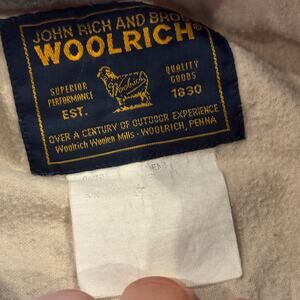 JOHN RICH AND BROS
WOOLRICH®
SUPERIOR
PERFORMANCE
EST.
Woolrich
QUALITY
GOODS
1830
OVER A CENTURY OF OUTDOOR EXPERIENCE
Woolrich Woolen Mills - WOOLRICH, PENNA